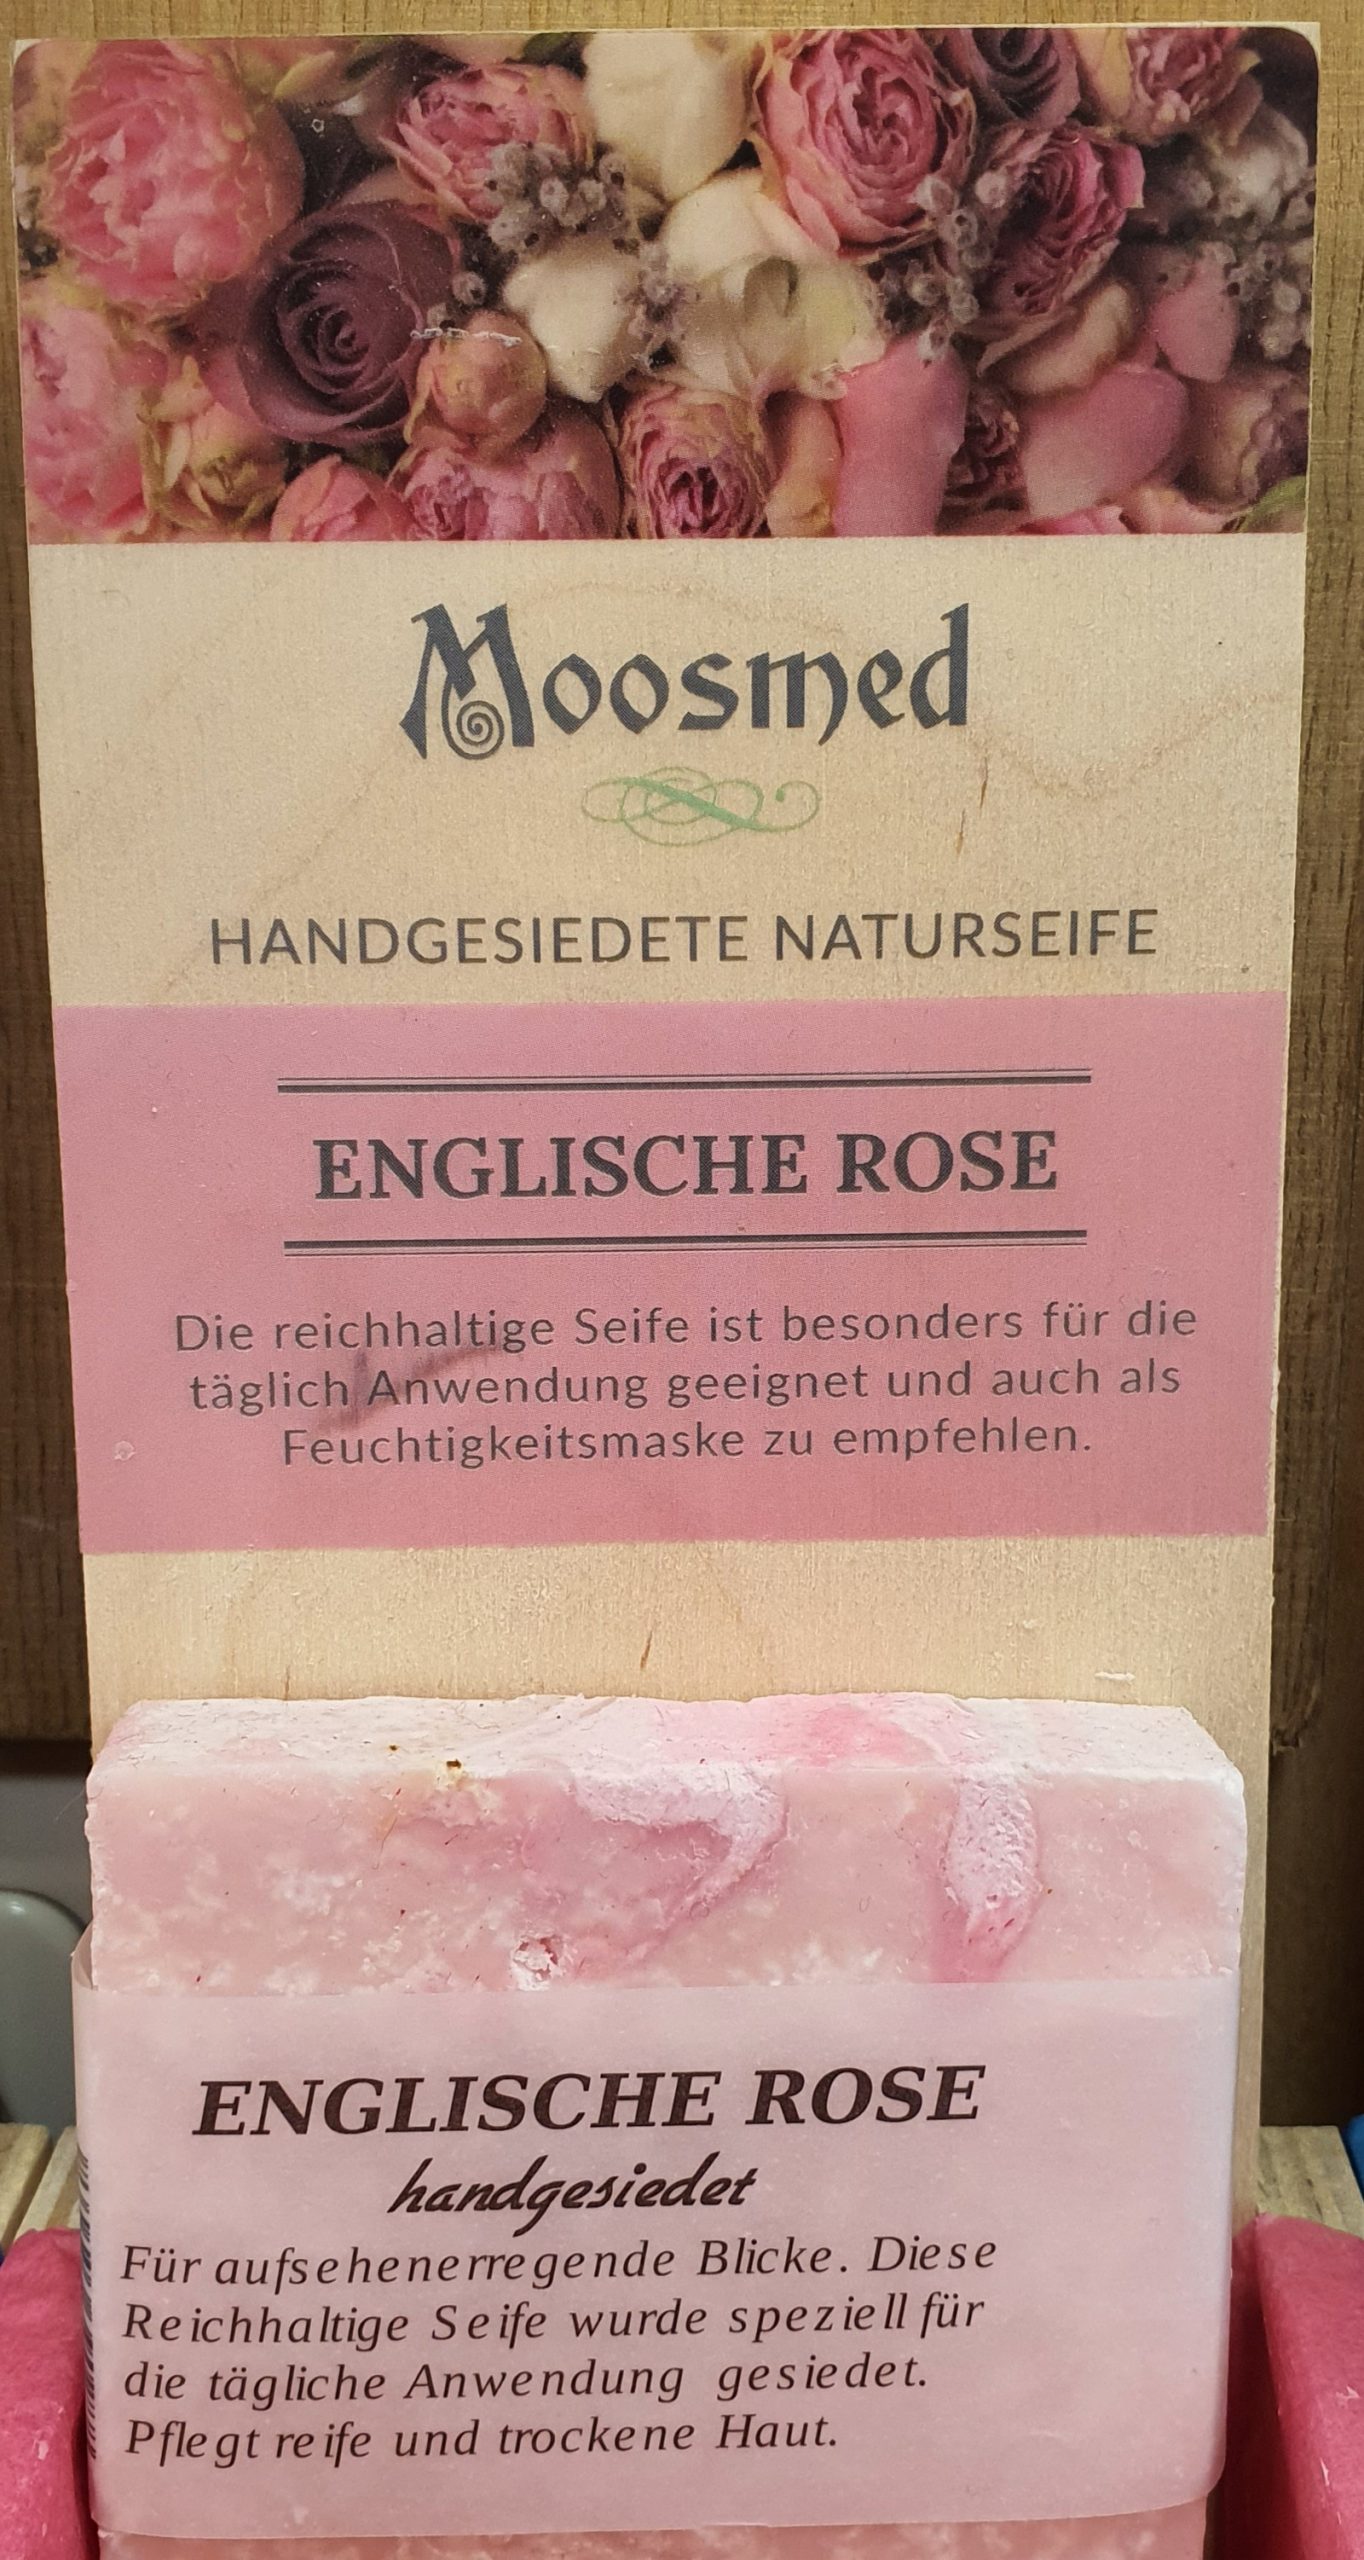 Moosmed
HANDGESIEDETE NATURSEIFE
ENGLISCHE ROSE
Die reichhaltige Seife ist besonders für die
täglich Anwendung geeignet und auch als
Feuchtigkeitsmaske zu empfehlen.
ENGLISCHE ROSE
handgesiedet
Für aufsehenerregende Blicke. Diese
Reichhaltige Seife wurde speziell für
die tägliche Anwendung gesiedet.
Pflegt reife und trockene Haut.